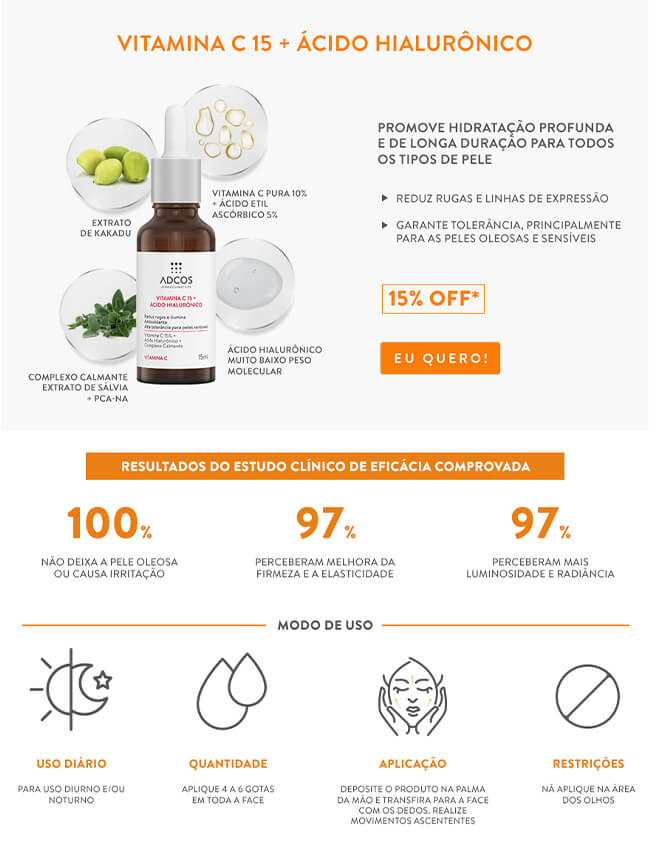 VITAMINA C 15 + ÁCIDO HIALURÔNICO
EXTRATO
DE KAKADU
VITAMINA C PURA 10%
+ ÁCIDO ETIL
ASCÓRBICO 5%
ADCOS
VITAMINA C 15 +
ÁCIDO HIALURÔNICO
Reduz rugas e ilumina
Antioxidante
Alta tolerância para peles sensíveis
Vitamina C 15% +
Ácido Hialurônico +
Complexo Calmante
VITAMINA C
15ml
COMPLEXO CALMANTE
EXTRATO DE SÁLVIA
+ PCA-NA
ÁCIDO HIALURÔNICO
MUITO BAIXO PESO
MOLECULAR
PROMOVE HIDRATAÇÃO PROFUNDA
E DE LONGA DURAÇÃO PARA TODOS
OS TIPOS DE PELE
REDUZ RUGAS E LINHAS DE EXPRESSÃO
GARANTE TOLERÂNCIA, PRINCIPALMENTE
PARA AS PELES OLEOSAS E SENSÍVEIS
15% OFF*
EU QUERO!
RESULTADOS DO ESTUDO CLÍNICO DE EFICÁCIA COMPROVADA
100%
NÃO DEIXA A PELE OLEOSA
OU CAUSA IRRITAÇÃO
97%
PERCEBERAM MELHORA DA
FIRMEZA E A ELASTICIDADE
97%
PERCEBERAM MAIS
LUMINOSIDADE E RADIÂNCIA
MODO DE USO
USO DIÁRIO
PARA USO DIURNO E/OU
NOTURNO
QUANTIDADE
APLIQUE 4 A 6 GOTAS
EM TODA A FACE
APLICAÇÃO
DEPOSITE O PRODUTO NA PALMA
DA MÃO E TRANSFIRA PARA A FACE
COM OS DEDOS. REALIZE
MOVIMENTOS ASCENTENTES
RESTRIÇÕES
NÃ APLIQUE NA ÁREA
DOS OLHOS